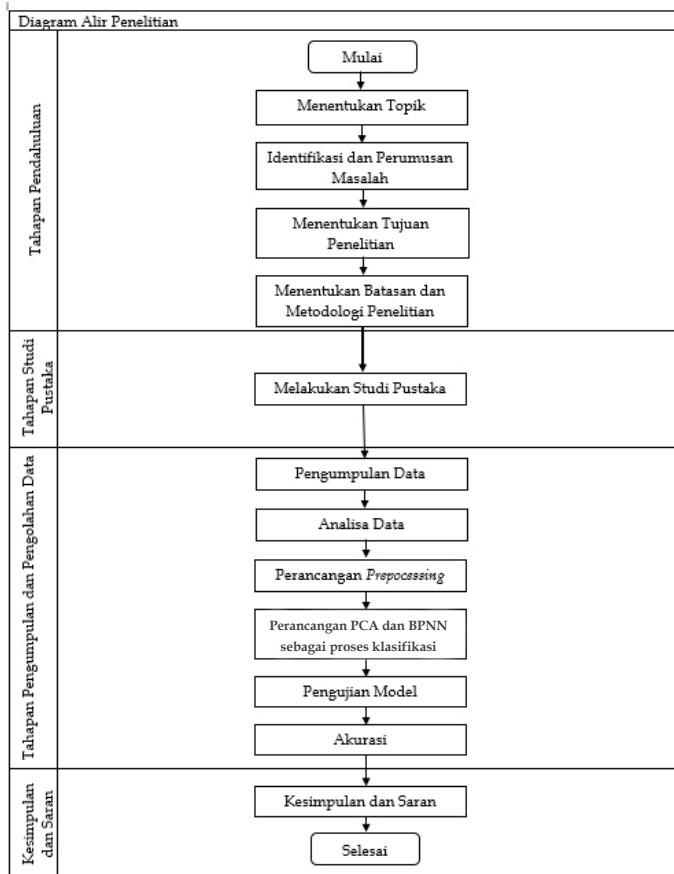 Diagram Alir Penelitian
Tahapan Pendahuluan
Mulai
Menentukan Topik
Identifikasi dan Perumusan
Masalah
Menentukan Tujuan
Penelitian
Menentukan Batasan dan
Metodologi Penelitian
Tahapan Studi
Pustaka
Melakukan Studi Pustaka
Tahapan Pengumpulan dan Pengolahan Data
Pengumpulan Data
Analisa Data
Perancangan Prepocessing
Perancangan PCA dan BPNN
sebagai proses klasifikasi
Pengujian Model
Akurasi
Kesimpulan
dan Saran
Kesimpulan dan Saran
Selesai